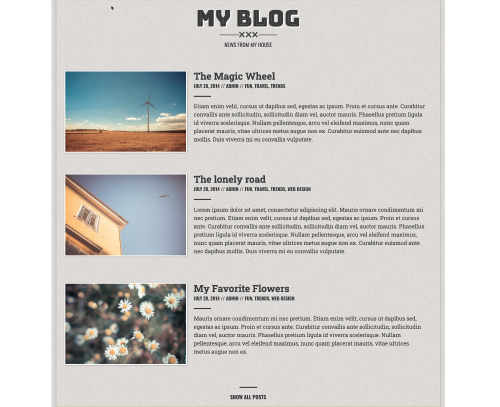 MY BLOG
XXX
NEWS FROM MY HOUSE
The Magic Wheel
JULY 20, 2014 // ADMIN // FUN, TRAVEL, TRENDS
Etiam enim velit, cursus ut dapibus sed, egestas ac ipsum. Proin et cursus ante. Curabitur
convallis ante sollicitudin, sollicitudin diam vel, auctor mauris. Phasellus pretium ligula
id viverra scelerisque. Nullam pellentesque, arcu vel eleifend maximus, nunc quam
placerat mauris, vitae ultrices metus augue non ex. Curabitur euismod ante nec dapibus
mollis. Duis viverra mi eu convallis vulputate.
The lonely road
JULY 20, 2014 // ADMIN // FUN, TRAVEL, TRENDS, WEB DESIGN
Lorem ipsum dolor sit amet, consectetur adipiscing elit. Mauris ornare condimentum mi
nec pretium. Etiam enim velit, cursus ut dapibus sed, egestas ac ipsum. Proin et cursus
ante. Curabitur convallis ante sollicitudin, sollicitudin diam vel, auctor mauris. Phasellus
pretium ligula id viverra scelerisque. Nullam pellentesque, arcu vel eleifend maximus,
nunc quam placerat mauris, vitae ultrices metus augue non ex. Curabitur euismod ante
nec dapibus mollis. Duis viverra mi eu convallis vulputate.
My Favorite Flowers
JULY 20, 2014 // FUN, TRENDS, WEB DESIGN
Mauris ornare condimentum mi nec pretium. Etiam enim velit, cursus ut dapibus sed,
egestas ac ipsum. Proin et cursus ante. Curabitur convallis ante sollicitudin, sollicitudin
diam vel, auctor mauris. Phasellus pretium ligula id viverra scelerisque. Nullam
pellentesque, arcu vel eleifend maximus, nunc quam placerat mauris, vitae ultrices
metus augue non ex.
SHOW ALL POSTS